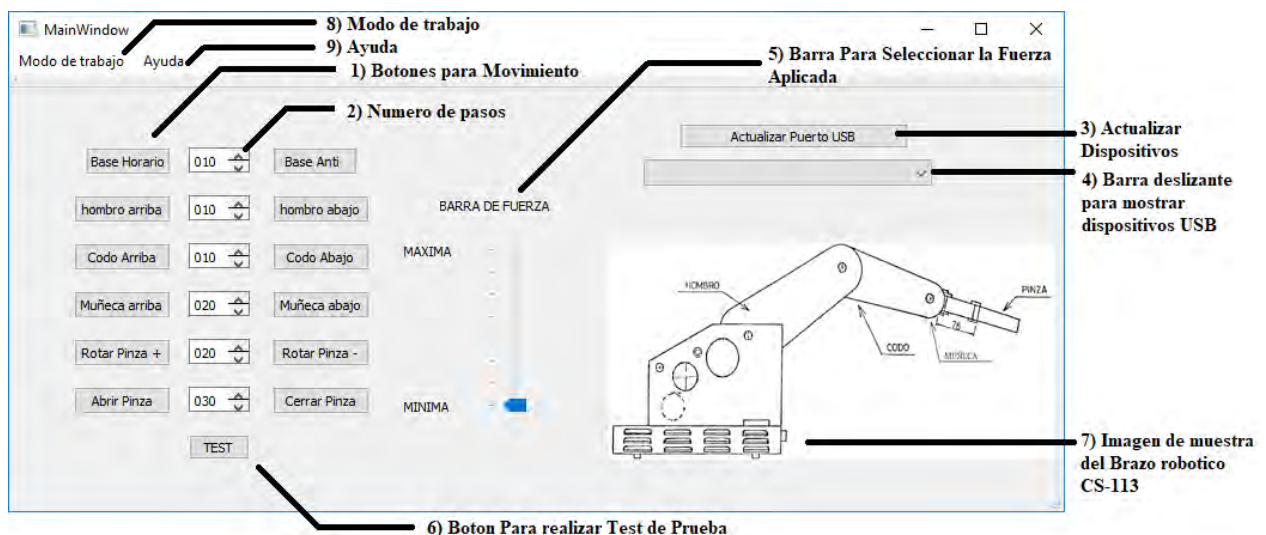 MainWindow
8) Modo de trabajo
Modo de trabajo
Ayuda
9) Ayuda
1) Botones para Movimiento
5) Barra Para Seleccionar la Fuerza
Aplicada
2) Numero de pasos
Actualizar Puerto USB
3) Actualizar
Dispositivos
4) Barra deslizante
para mostrar
dispositivos USB
Base Horario
010
Base Anti
hombro arriba
010
hombro abajo
BARRA DE FUERZA
Codo Arriba
010
Codo Abajo
MAXIMA
Muñeca arriba
020
Muñeca abajo
Rotar Pinza +
020
Rotar Pinza -
Abrir Pinza
030
Cerrar Pinza
MINIMA
TEST
HOMBRO
PINZA
76
CODO
MUÑECA
7) Imagen de muestra
del Brazo robotico
CS-113
6) Boton Para realizar Test de Prueba